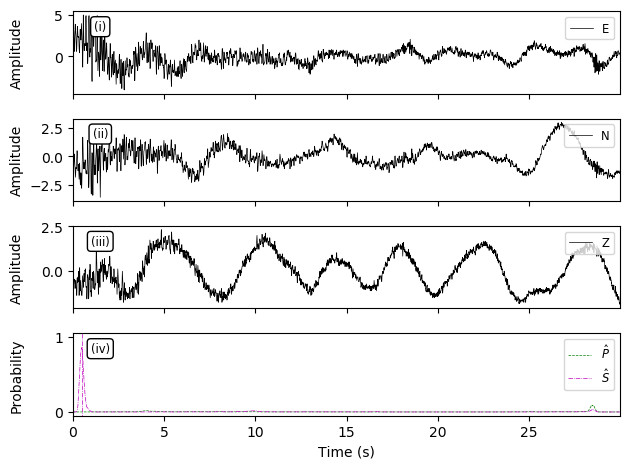 5
0
Amplitude
(i)
E
2.5
0.0
−2.5
Amplitude
(ii)
N
2.5
0.0
Amplitude
(iii)
Z
1
0
Probability
(iv)
P̂
Ŝ
0 5 10 15 20 25
Time (s)